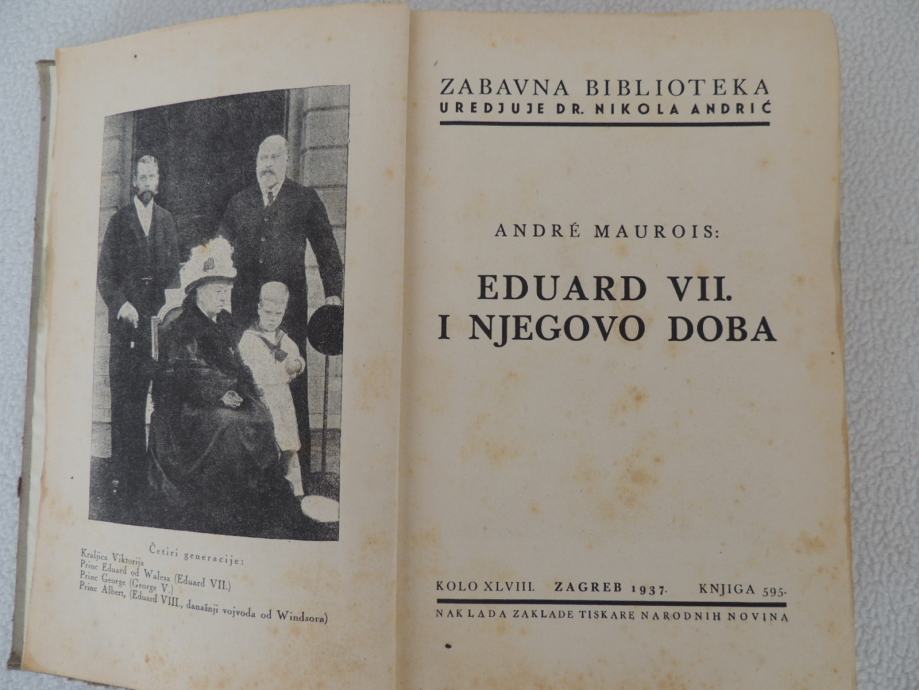 Četiri generacije:
Kraljica Viktorija
Princ Eduard od Walesa (Eduard VII.)
Princ George (George V.)
Princ Albert, (Eduard VIII., današnji vojvoda od Windsora)
ZABAVNA BIBLIOTEKA
UREDJUJE DR. NIKOLA ANDRIĆ
ANDRÉ MAUROIS:
EDUARD VII.
I NJEGOVO DOBA
KOLO XLVIII. ZAGREB 1937. KNJIGA 595.
NAKLADA ZAKLADE TISKARE NARODNIH NOVINA